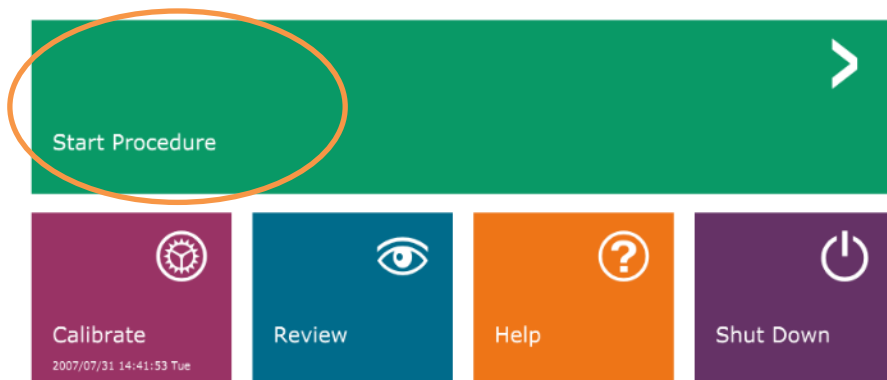 Start Procedure
Calibrate
2007/07/31 14:41:53 Tue
Review
Help
Shut Down